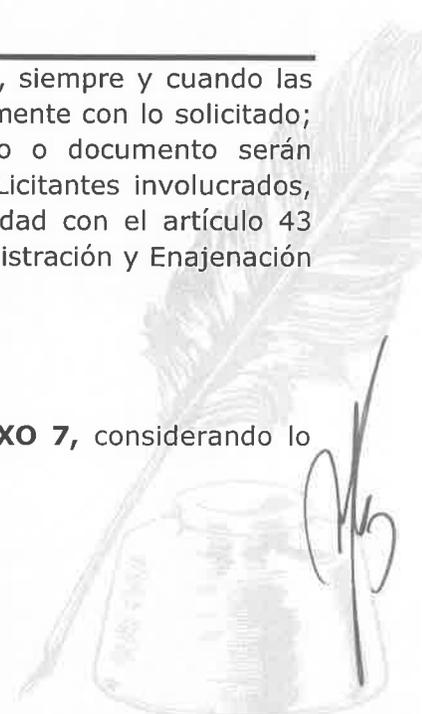 , siempre y cuando las
mente con lo solicitado;
o o documento serán
Licitantes involucrados,
dad con el artículo 43
istración y Enajenación
XO 7, considerando lo